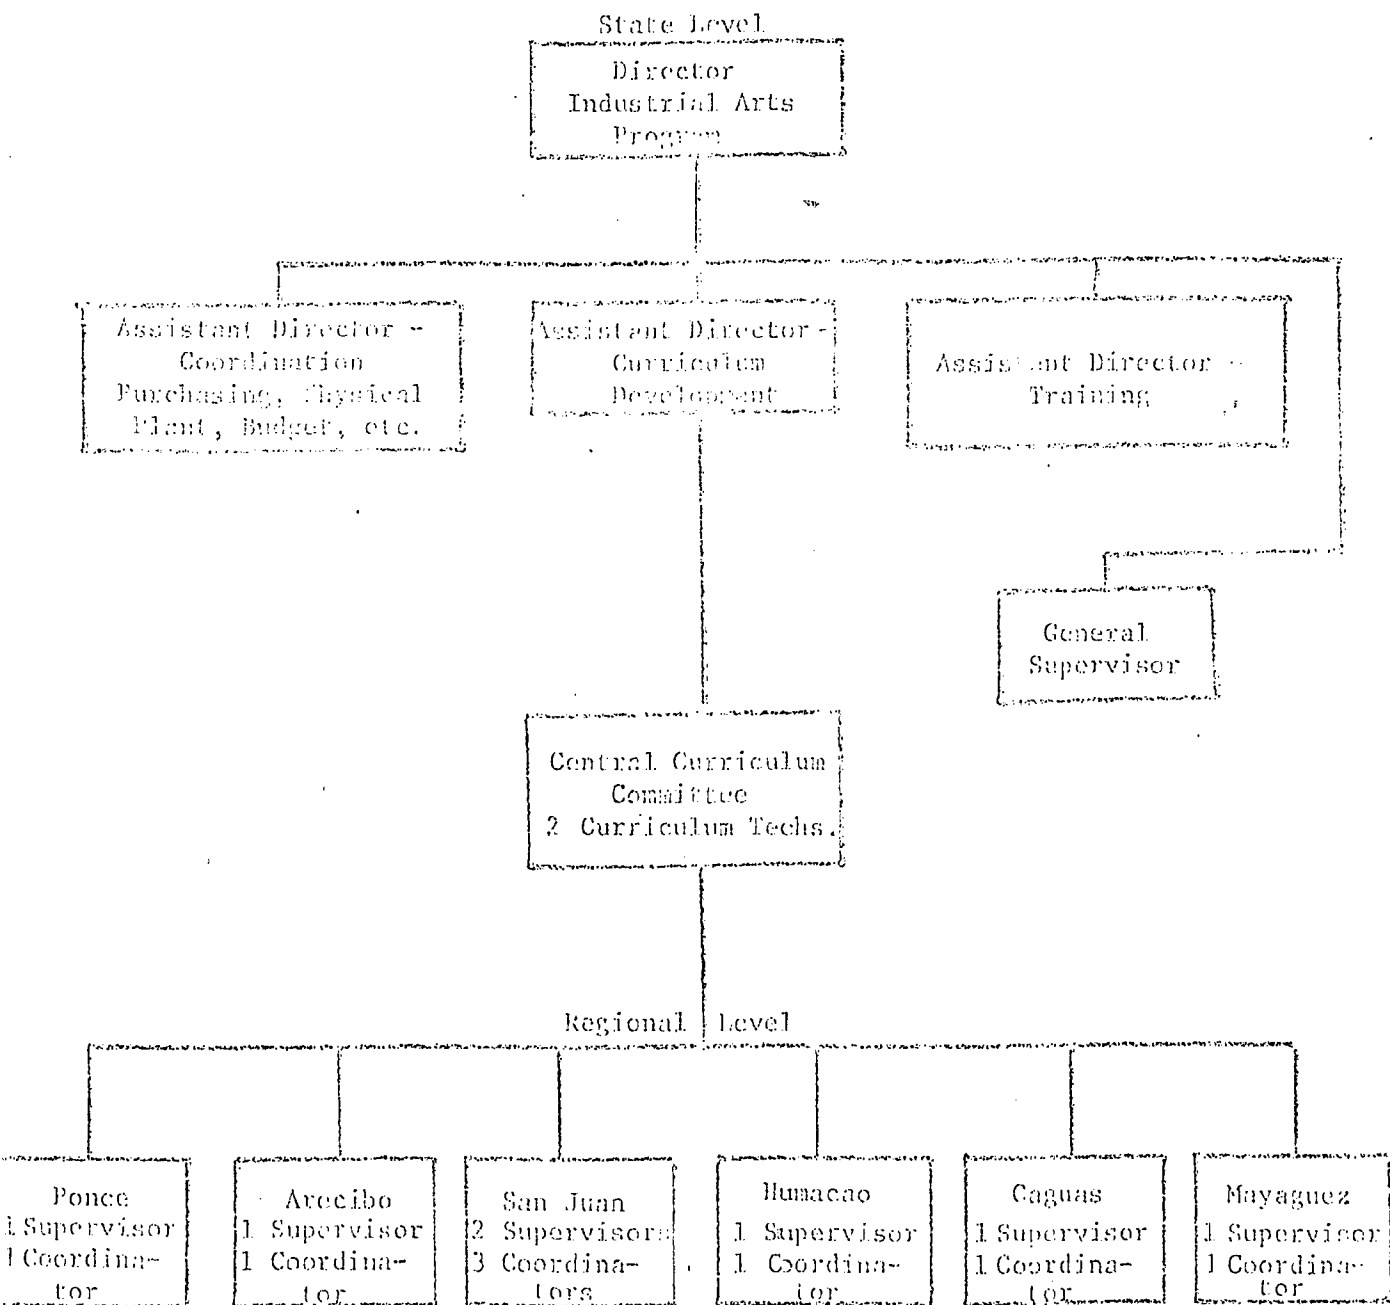 State Level
Director
Industrial Arts
Program
Assistant Director -
Coordination
Purchasing, Physical
Plant, Budget, etc.
Assistant Director -
Curriculum
Development
Assistant Director -
Training
General
Supervisor
Central Curriculum
Committee
2 Curriculum Techs.
Regional Level
Ponce
1 Supervisor
1 Coordina-
tor
Arecibo
1 Supervisor
1 Coordina-
tor
San Juan
2 Supervisors
3 Coordina-
tors
Humacao
1 Supervisor
1 Coordina-
tor
Caguas
1 Supervisor
1 Coordina-
tor
Mayaguez
1 Supervisor
1 Coordina-
tor